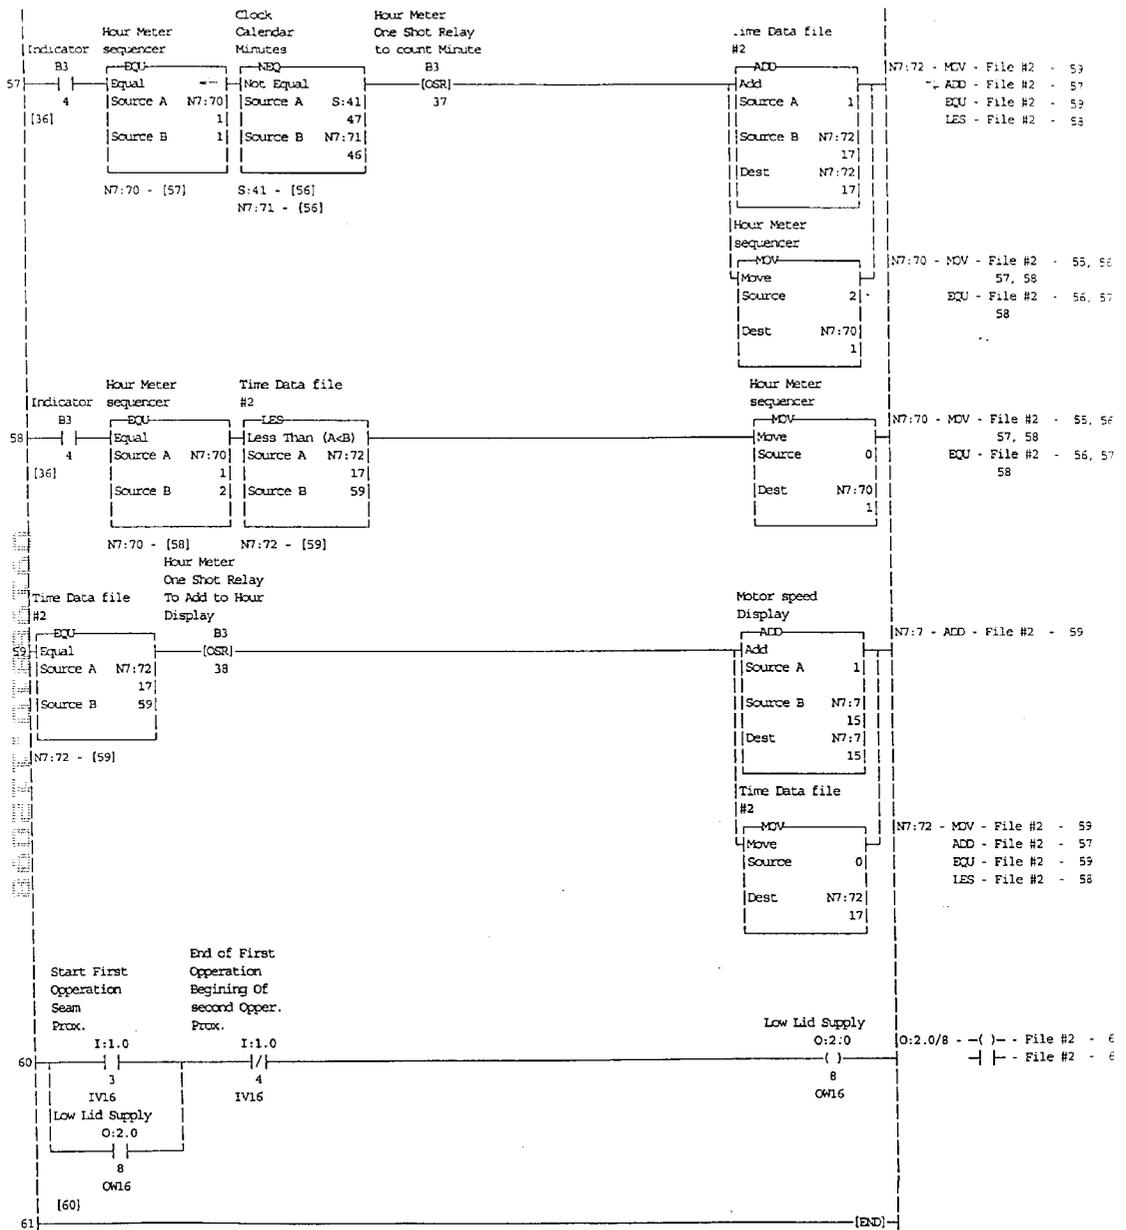 Clock Hour Meter
Hour Meter Calendar One Shot Relay .ime Data file
Indicator sequencer Minutes to count Minute #2
B3 EQU NEQ B3 ADD N7:72 - MOV - File #2 - 59
57 Equal Not Equal [OSR] Add ADD - File #2 - 57
4 Source A N7:70 Source A S:41 37 Source A 1 EQU - File #2 - 59
[36] 1 47 LES - File #2 - 58
Source B 1 Source B N7:71 Source B N7:72
46 17
Dest N7:72
N7:70 - [57] S:41 - [56] 17
N7:71 - [56]
Hour Meter
sequencer
MOV N7:70 - MOV - File #2 - 55, 56
Move 57, 58
Source 2 EQU - File #2 - 56, 57
58
Dest N7:70
1
Hour Meter Time Data file Hour Meter
Indicator sequencer #2 sequencer
B3 EQU LES MOV N7:70 - MOV - File #2 - 55, 56
58 Equal Less Than (A<B) Move 57, 58
4 Source A N7:70 Source A N7:72 Source 0 EQU - File #2 - 56, 57
[36] 1 17 58
Source B 2 Source B 59 Dest N7:70
1
N7:70 - [58] N7:72 - [59]
Hour Meter
One Shot Relay
Time Data file To Add to Hour Motor speed
#2 Display Display
EQU B3 ADD N7:7 - ADD - File #2 - 59
59 Equal [OSR] Add
Source A N7:72 38 Source A 1
17
Source B 59 Source B N7:7
15
Dest N7:7
N7:72 - [59] 15
Time Data file
#2
MOV N7:72 - MOV - File #2 - 59
Move ADD - File #2 - 57
Source 0 EQU - File #2 - 59
LES - File #2 - 58
Dest N7:72
17
End of First
Start First Opperation
Opperation Begining Of
Seam second Opper.
Prox. Prox. Low Lid Supply
I:1.0 I:1.0 O:2.0 O:2.0/8 - -( )- - File #2 - 6
60 - File #2 - 6
3 4 8
IV16 IV16 OW16
Low Lid Supply
O:2.0
8
OW16
[60]
61 [END]